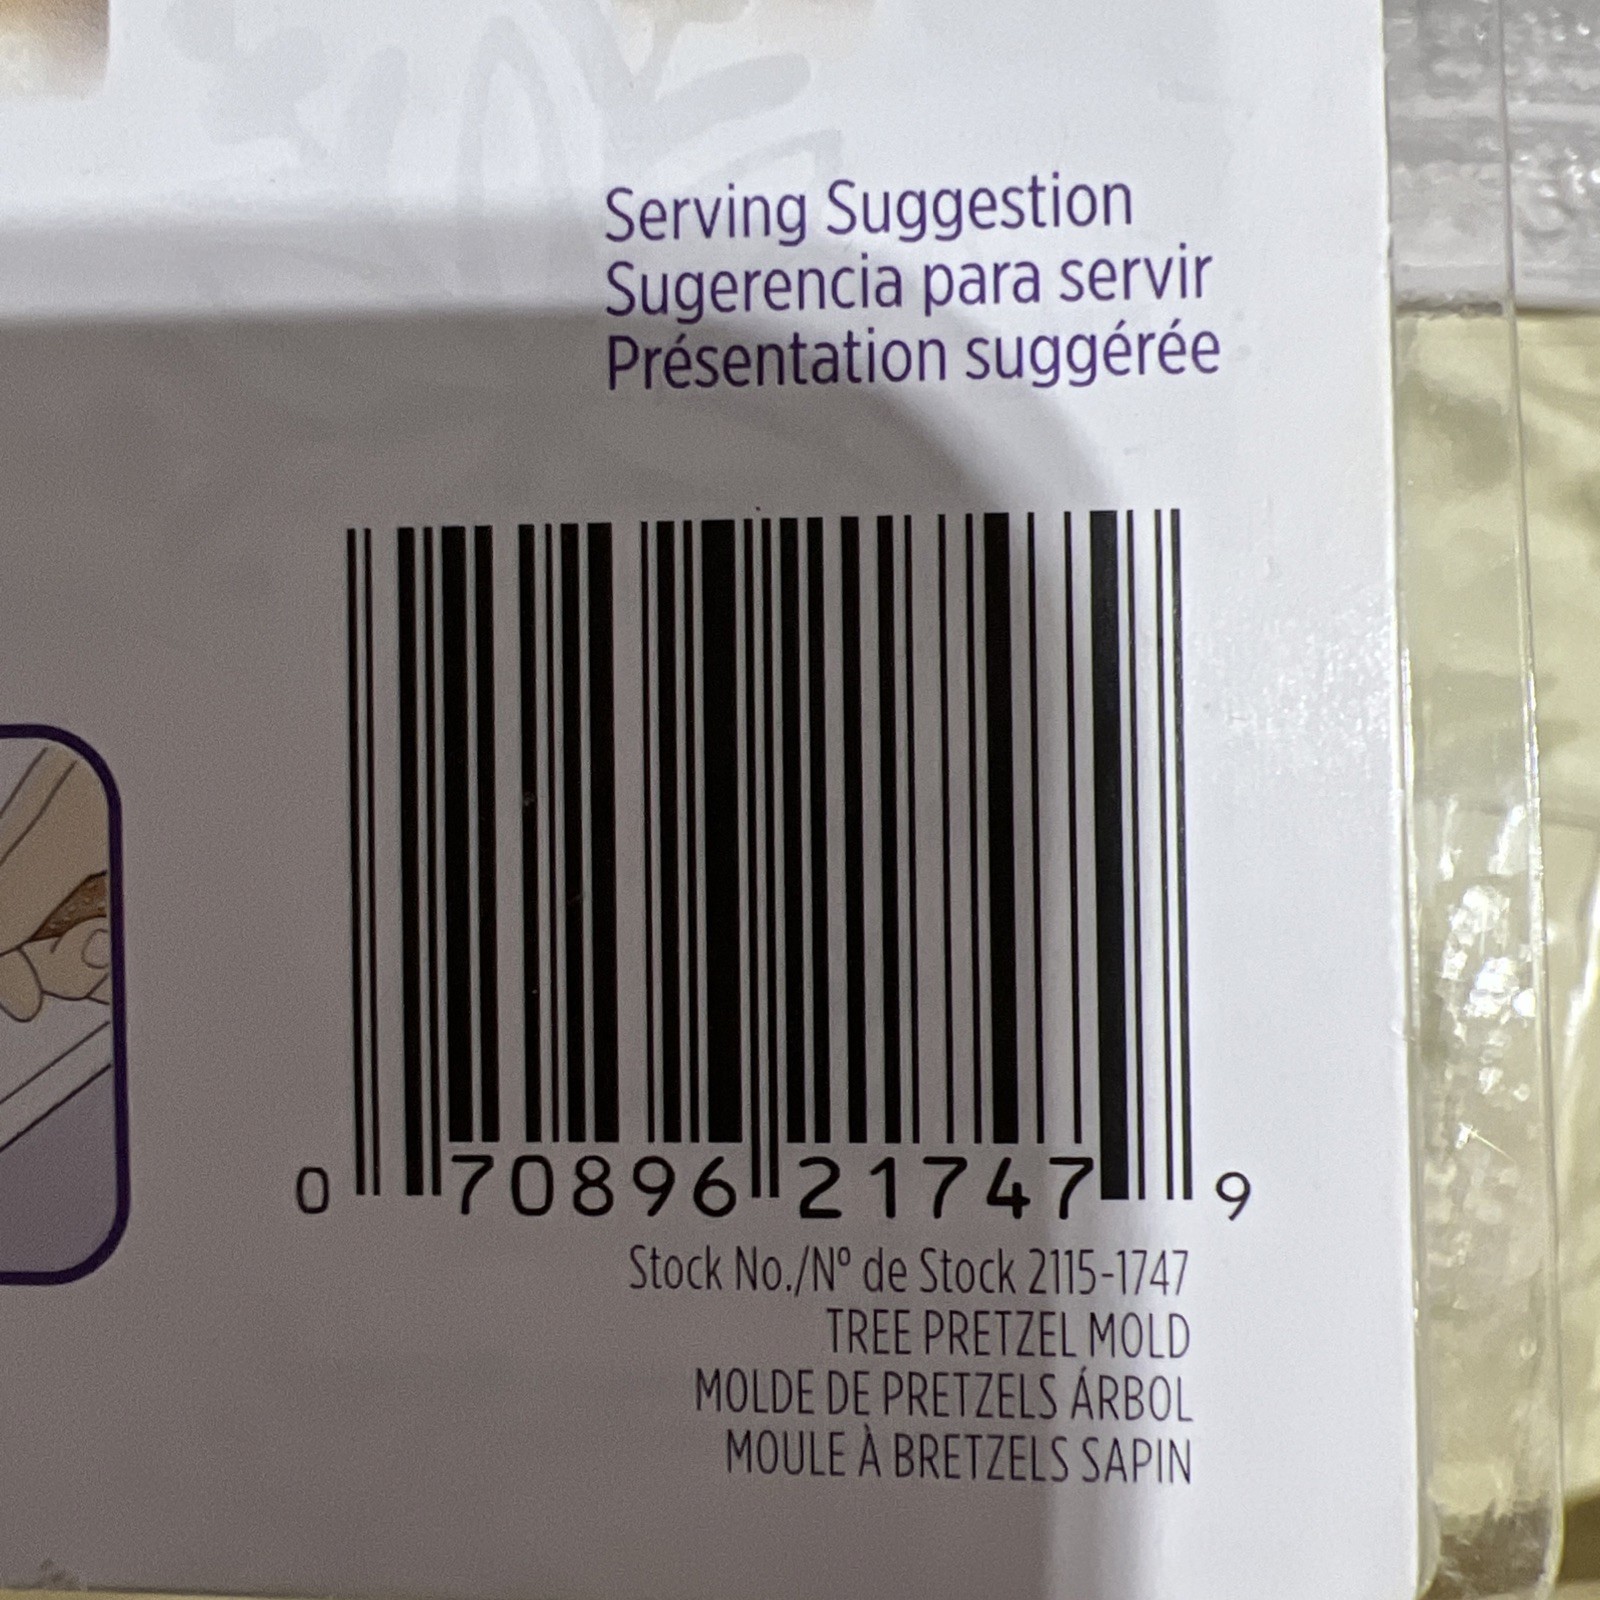 Serving Suggestion
Sugerencia para servir
Présentation suggérée
0 70896 21747 9
Stock No./Nº de Stock 2115-1747
TREE PRETZEL MOLD
MOLDE DE PRETZELS ÁRBOL
MOULE À BRETZELS SAPIN